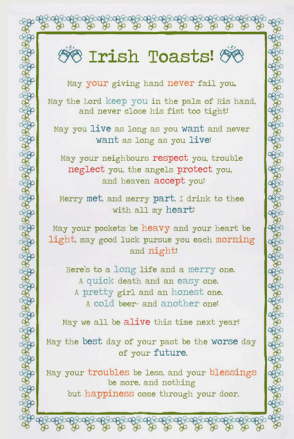 Irish Toasts!
May your giving hand never fail you.
May the Lord keep you in the palm of His hand,
and never close his fist too tight!
May you live as long as you want and never
want as long as you live!
May your neighbours respect you, trouble
neglect you, the angels protect you,
and heaven accept you!
Merry met, and merry part, I drink to thee
with all my heart!
May your pockets be heavy and your heart be
light, may good luck pursue you each morning
and night!
Here's to a long life and a merry one.
A quick death and an easy one.
A pretty girl and an honest one.
A cold beer- and another one!
May we all be alive this time next year!
May the best day of your past be the worse day
of your future.
May your troubles be less, and your blessings
be more, and nothing
but happiness come through your door.